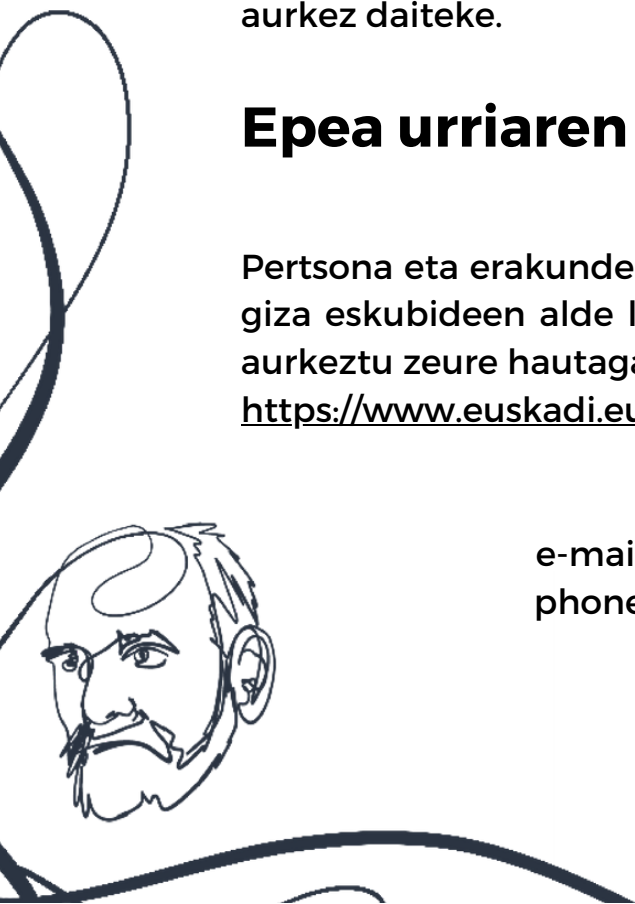 aurkez daiteke.
Epea urriaren
Pertsona eta erakunde
giza eskubideen alde l
aurkeztu zeure hautaga
https://www.euskadi.eu
e-mai
phone